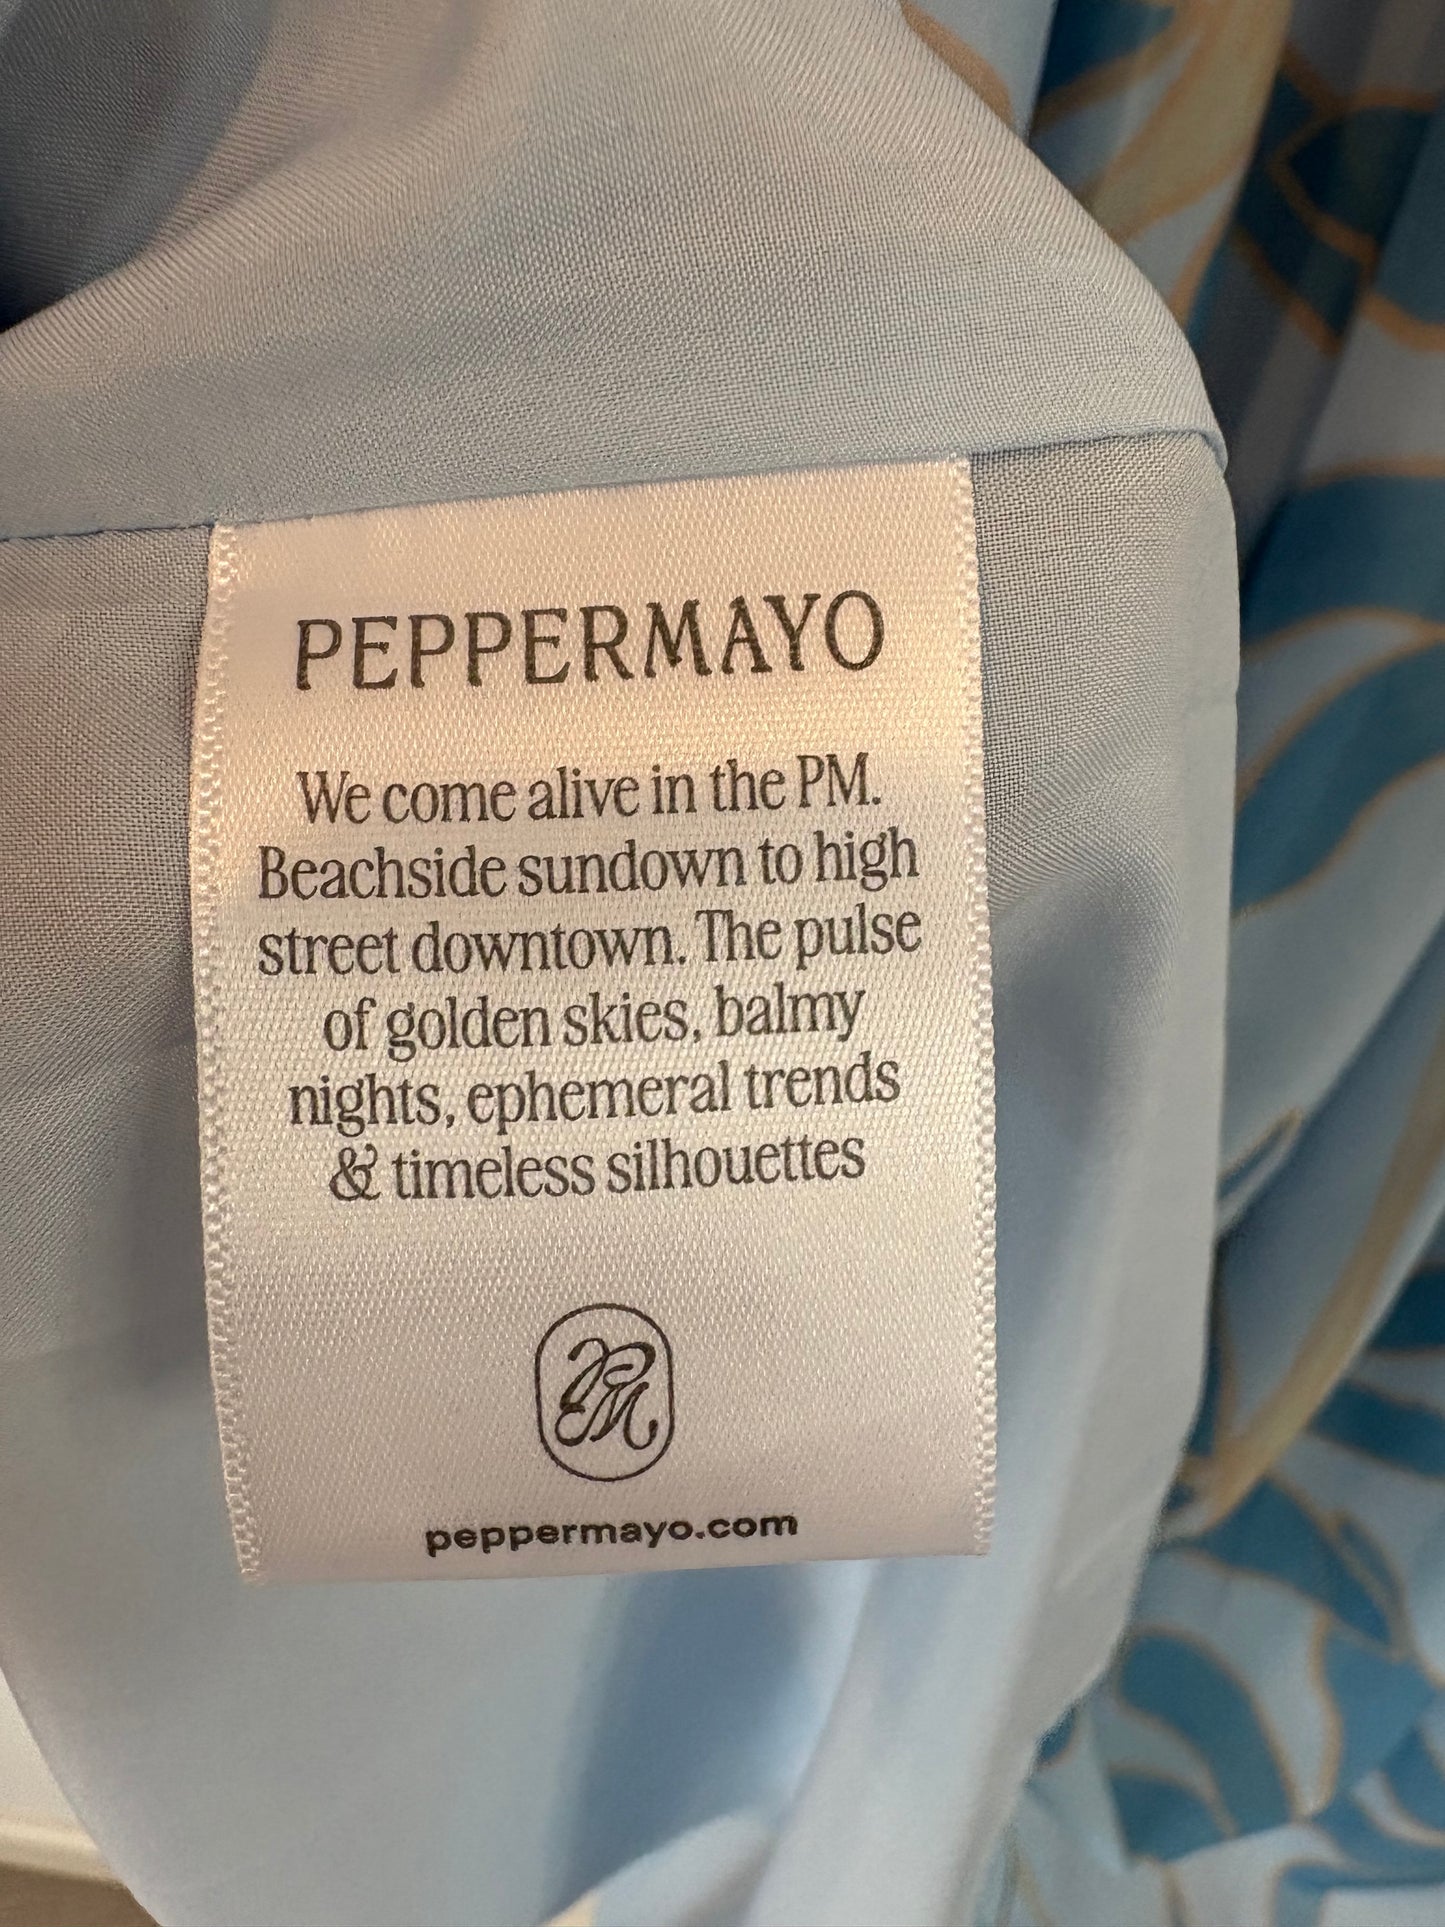 PEPPERMAYO
We come alive in the PM.
Beachside sundown to high
street downtown. The pulse
of golden skies, balmy
nights, ephemeral trends
& timeless silhouettes
PM
peppermayo.com